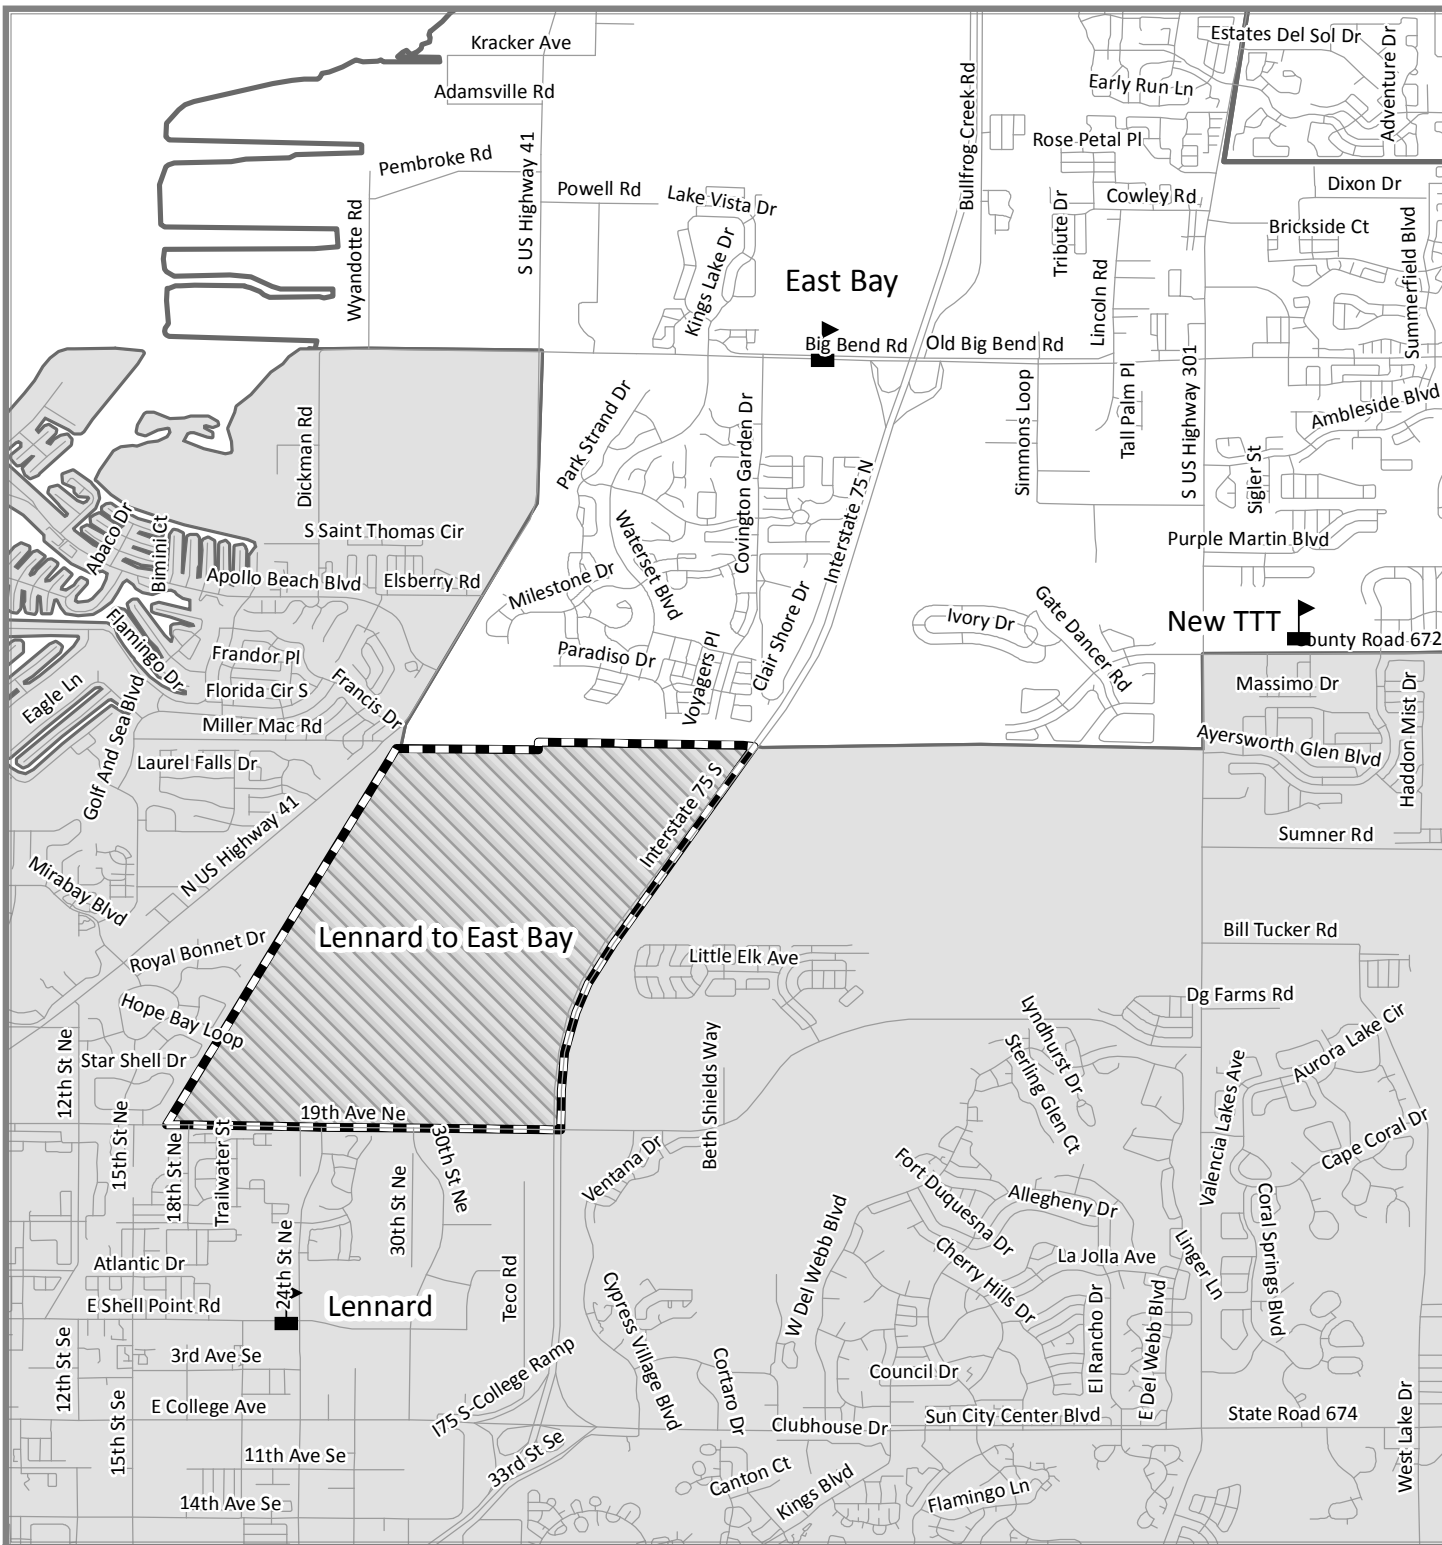 Kracker Ave
Estates Del Sol Dr
Adventure Dr
Adamsville Rd
Early Run Ln
Bullfrog Creek Rd
Rose Petal Pl
Pembroke Rd
S US Highway 41
Powell Rd
Lake Vista Dr
Dixon Dr
Cowley Rd
Wyandotte Rd
Kings Lake Dr
Tribute Dr
Brickside Ct
Summerfield Blvd
East Bay
Lincoln Rd
Big Bend Rd
Old Big Bend Rd
S US Highway 301
Tall Palm Pl
Simmons Loop
Ambleside Blvd
Park Strand Dr
Covington Garden Dr
Dickman Rd
Sigler St
Interstate 75 N
Abaco Dr
Bimini Ct
S Saint Thomas Cir
Waterset Blvd
Purple Martin Blvd
Apollo Beach Blvd
Elsberry Rd
Milestone Dr
Clair Shore Dr
Ivory Dr
Gate Dancer Rd
New TTT
County Road 672
Flamingo Dr
Frandor Pl
Paradiso Dr
Voyagers Pl
Eagle Ln
Florida Cir S
Francis Dr
Massimo Dr
Haddon Mist Dr
Golf And Sea Blvd
Miller Mac Rd
Ayersworth Glen Blvd
Laurel Falls Dr
Interstate 75 S
N US Highway 41
Sumner Rd
Mirabay Blvd
Royal Bonnet Dr
Lennard to East Bay
Bill Tucker Rd
Little Elk Ave
Dg Farms Rd
Hope Bay Loop
Lyndhurst Dr
Sterling Glen Ct
Aurora Lake Cir
Star Shell Dr
12th St Ne
Beth Shields Way
Valencia Lakes Ave
19th Ave Ne
15th St Ne
18th St Ne
Trailwater St
30th St Ne
30th St Ne
Ventana Dr
Cape Coral Dr
Fort Duquesna Dr
Allegheny Dr
24th St Ne
Atlantic Dr
Teco Rd
W Del Webb Blvd
Cherry Hills Dr
La Jolla Ave
Linger Ln
Coral Springs Blvd
E Shell Point Rd
Lennard
Cypress Village Blvd
El Rancho Dr
E Del Webb Blvd
12th St Se
3rd Ave Se
I75 S-College Ramp
Cortaro Dr
Council Dr
15th St Se
E College Ave
Clubhouse Dr
Sun City Center Blvd
State Road 674
West Lake Dr
11th Ave Se
33rd St Se
Canton Ct
Kings Blvd
Flamingo Ln
14th Ave Se